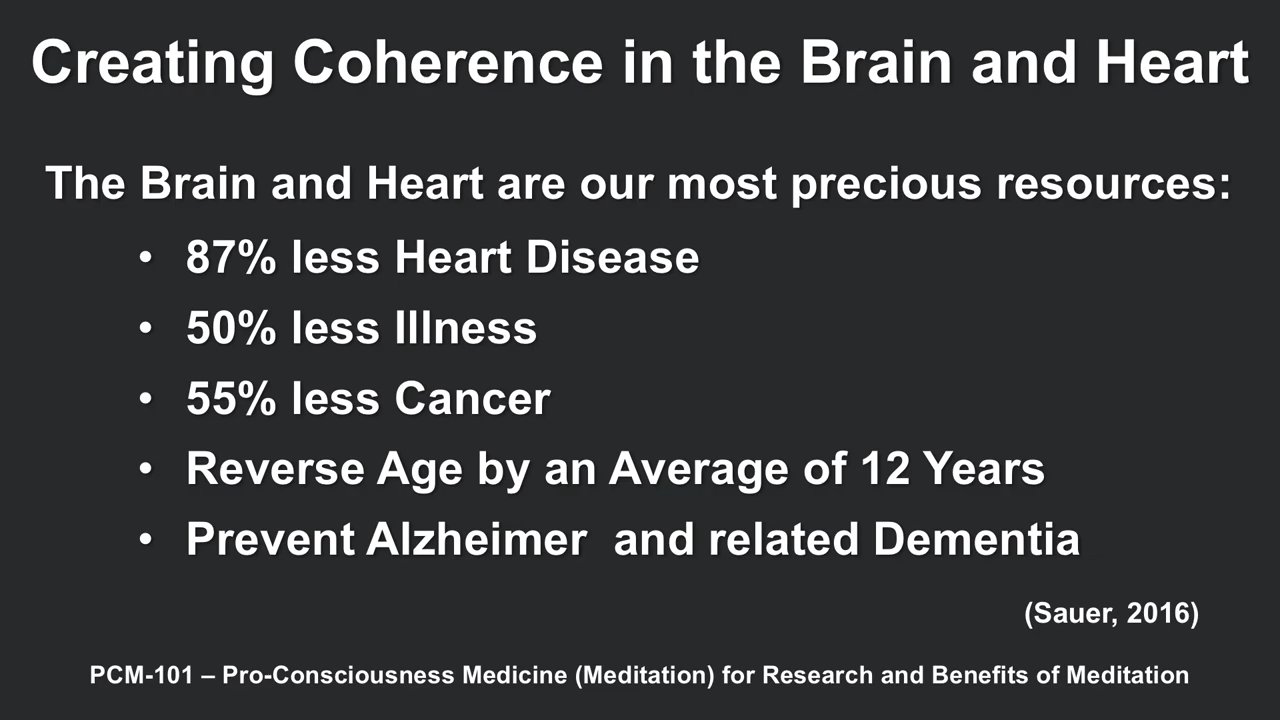 Creating Coherence in the Brain and Heart
The Brain and Heart are our most precious resources:
• 87% less Heart Disease
• 50% less Illness
• 55% less Cancer
• Reverse Age by an Average of 12 Years
• Prevent Alzheimer  and related Dementia
(Sauer, 2016)
PCM-101 – Pro-Consciousness Medicine (Meditation) for Research and Benefits of Meditation